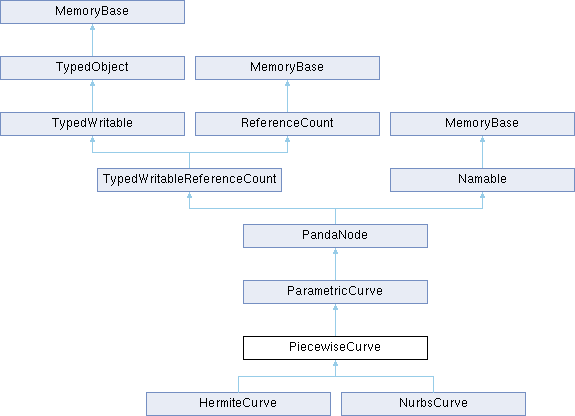 MemoryBase
TypedObject
MemoryBase
TypedWritable
ReferenceCount
MemoryBase
TypedWritableReferenceCount
Namable
PandaNode
ParametricCurve
PiecewiseCurve
HermiteCurve
NurbsCurve